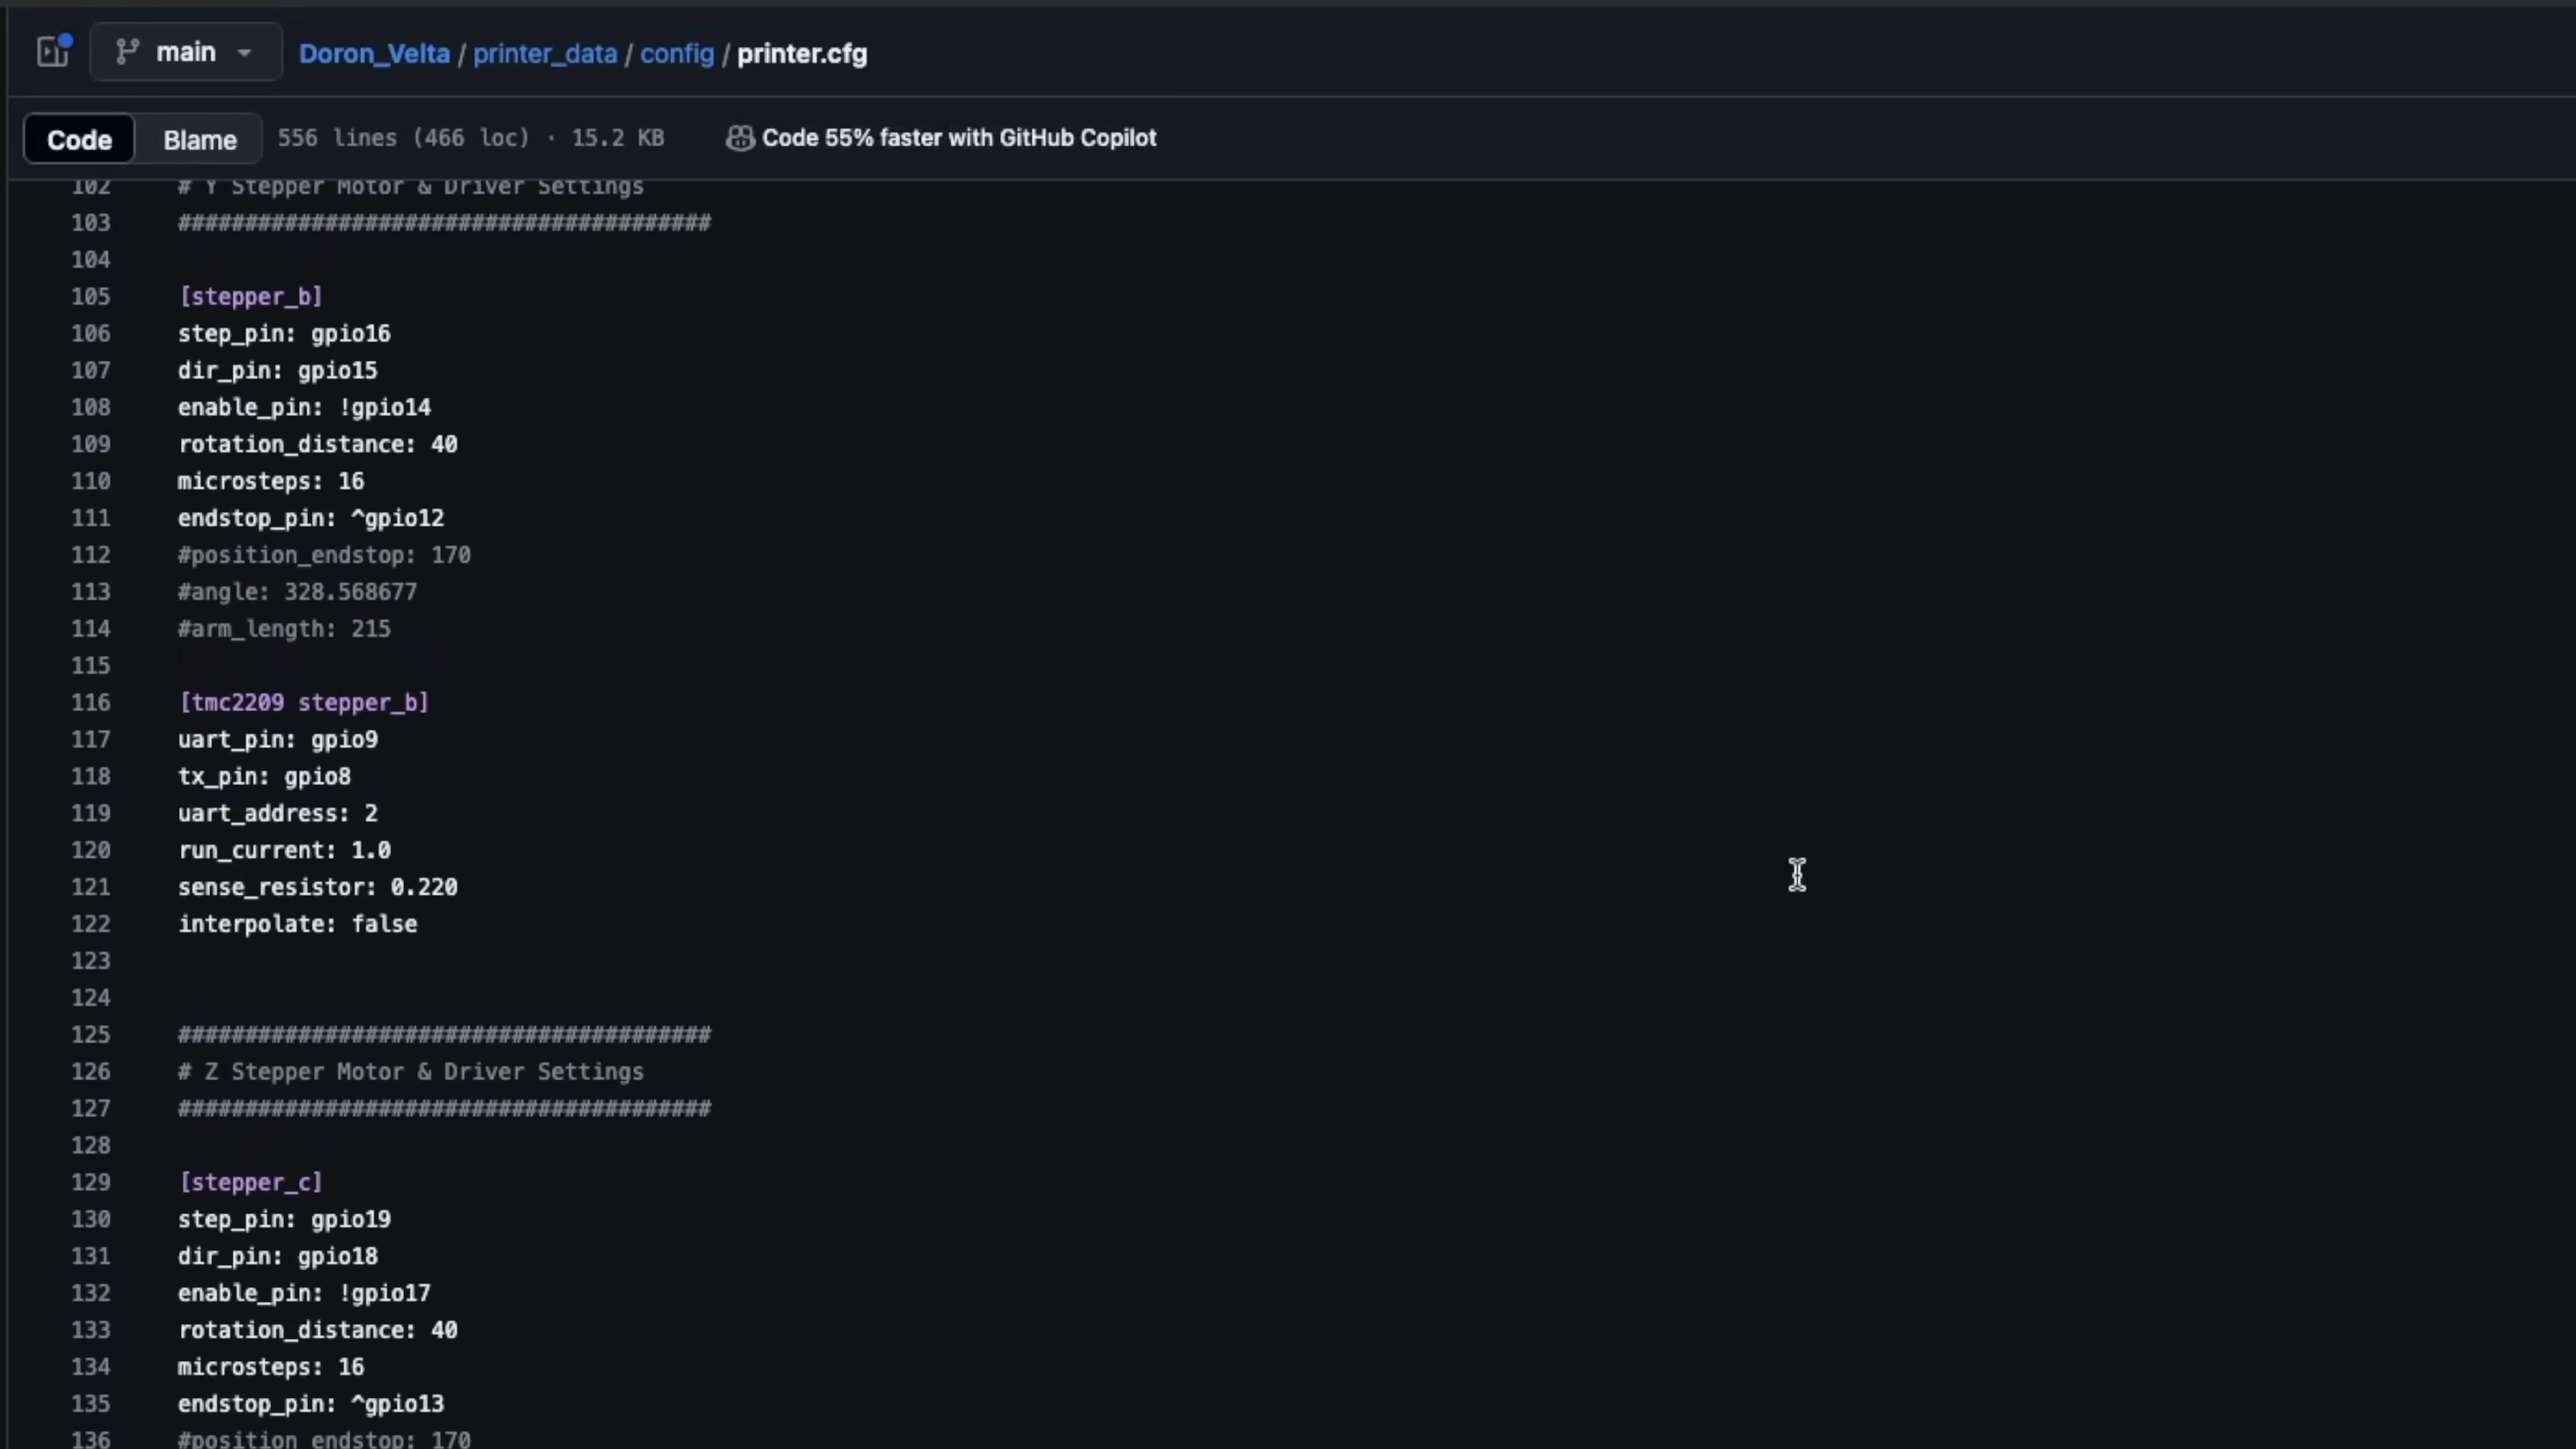 main
Doron_Velta / printer_data / config / printer.cfg
Code Blame 556 lines (466 loc) · 15.2 KB Code 55% faster with GitHub Copilot
102 # Y Stepper Motor & Driver Settings
103 ########################################
104
105 [stepper_b]
106 step_pin: gpio16
107 dir_pin: gpio15
108 enable_pin: !gpio14
109 rotation_distance: 40
110 microsteps: 16
111 endstop_pin: ^gpio12
112 #position_endstop: 170
113 #angle: 328.568677
114 #arm_length: 215
115
116 [tmc2209 stepper_b]
117 uart_pin: gpio9
118 tx_pin: gpio8
119 uart_address: 2
120 run_current: 1.0
121 sense_resistor: 0.220
122 interpolate: false
123
124
125 ########################################
126 # Z Stepper Motor & Driver Settings
127 ########################################
128
129 [stepper_c]
130 step_pin: gpio19
131 dir_pin: gpio18
132 enable_pin: !gpio17
133 rotation_distance: 40
134 microsteps: 16
135 endstop_pin: ^gpio13
136 #position_endstop: 170